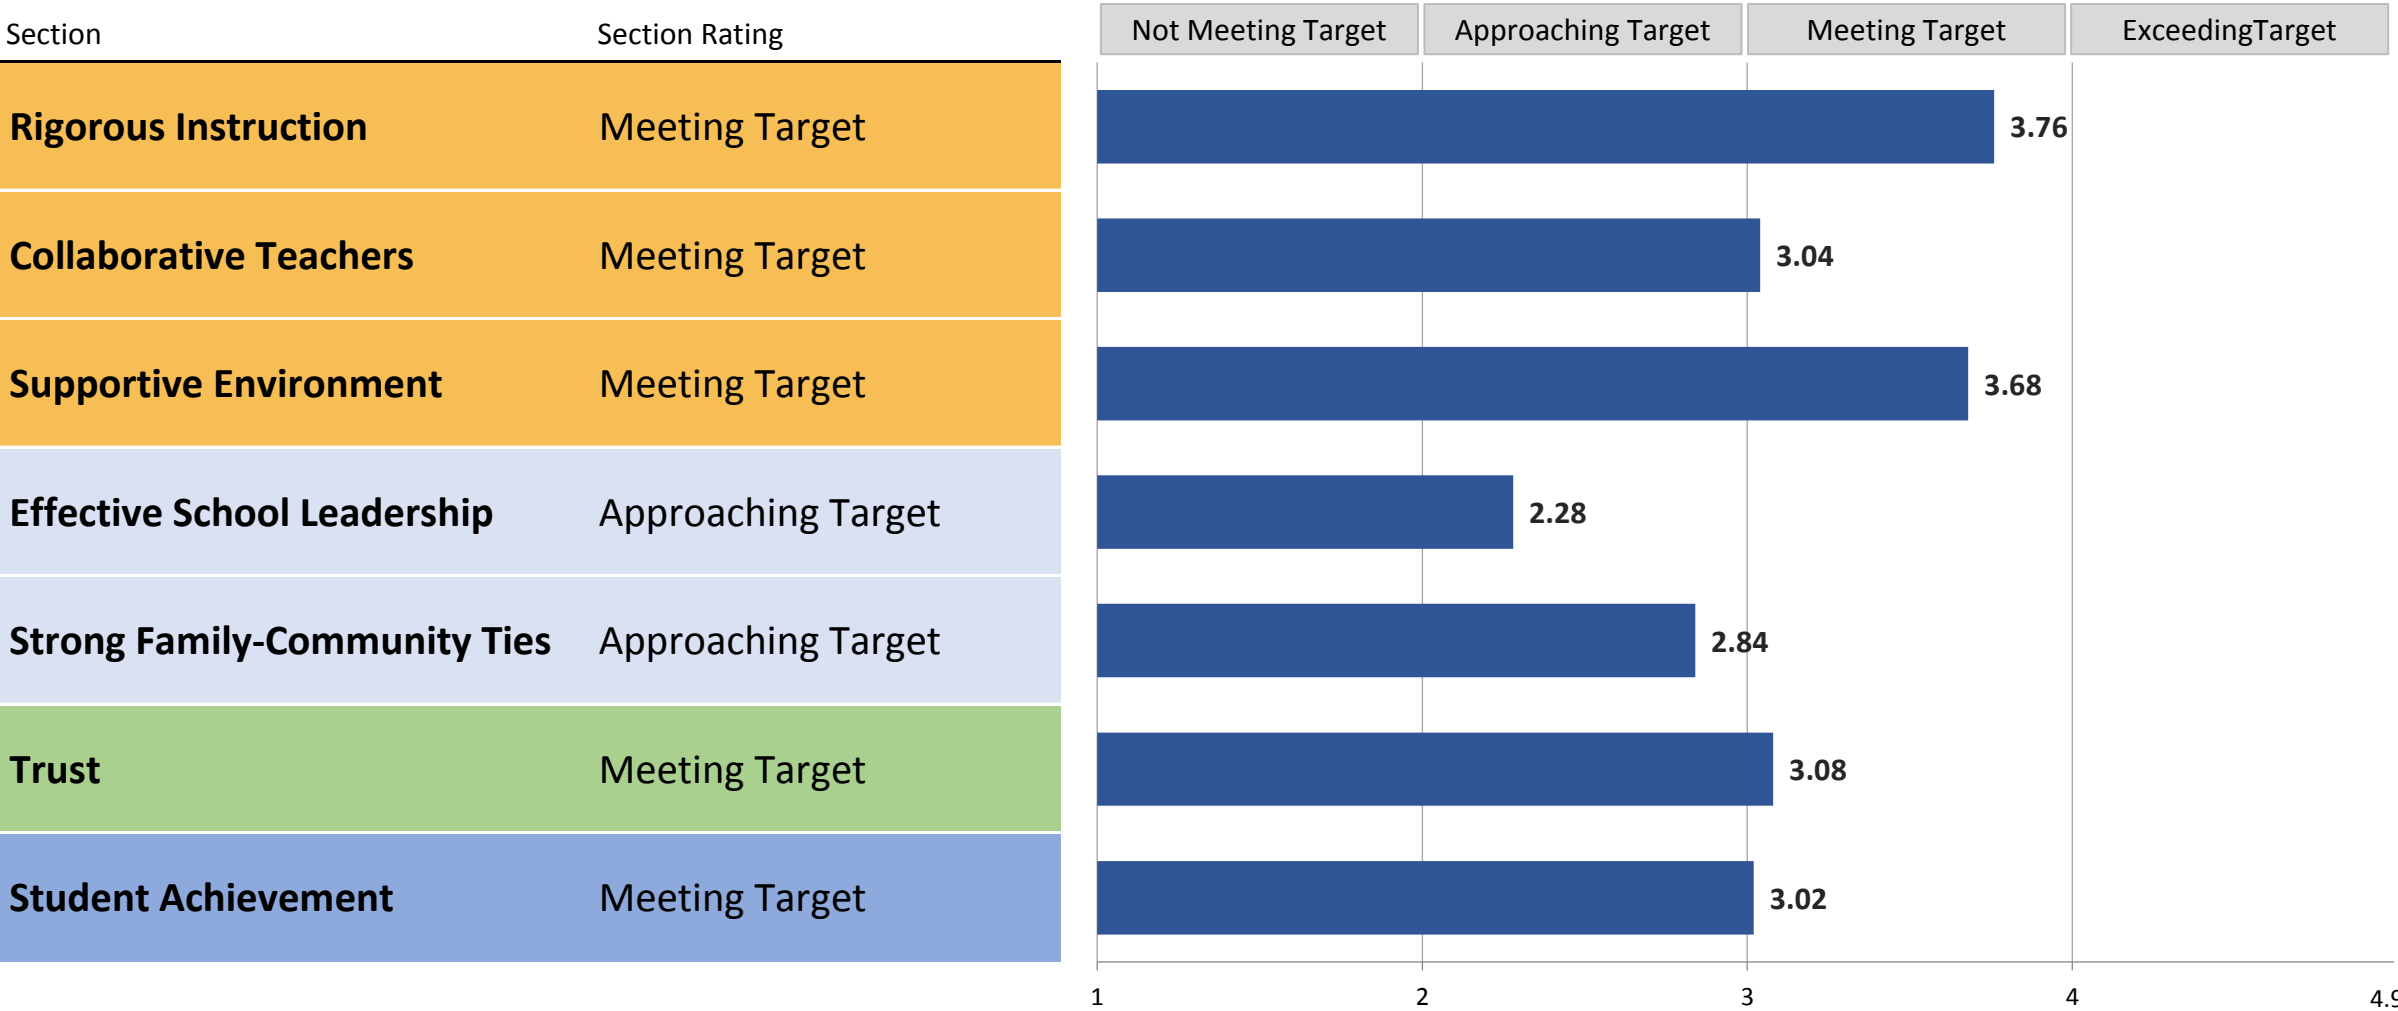 Section Section Rating Not Meeting Target Approaching Target Meeting Target ExceedingTarget
Rigorous Instruction Meeting Target 3.76
Collaborative Teachers Meeting Target 3.04
Supportive Environment Meeting Target 3.68
Effective School Leadership Approaching Target 2.28
Strong Family-Community Ties Approaching Target 2.84
Trust Meeting Target 3.08
Student Achievement Meeting Target 3.02
1 2 3 4 4.9